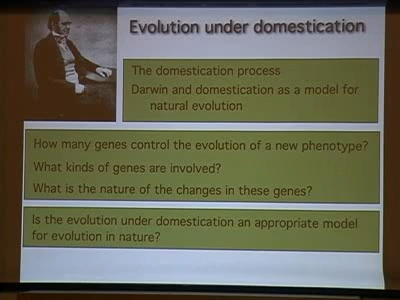 Evolution under domestication
The domestication process
Darwin and domestication as a model for
natural evolution
How many genes control the evolution of a new phenotype?
What kinds of genes are involved?
What is the nature of the changes in these genes?
Is the evolution under domestication an appropriate model
for evolution in nature?